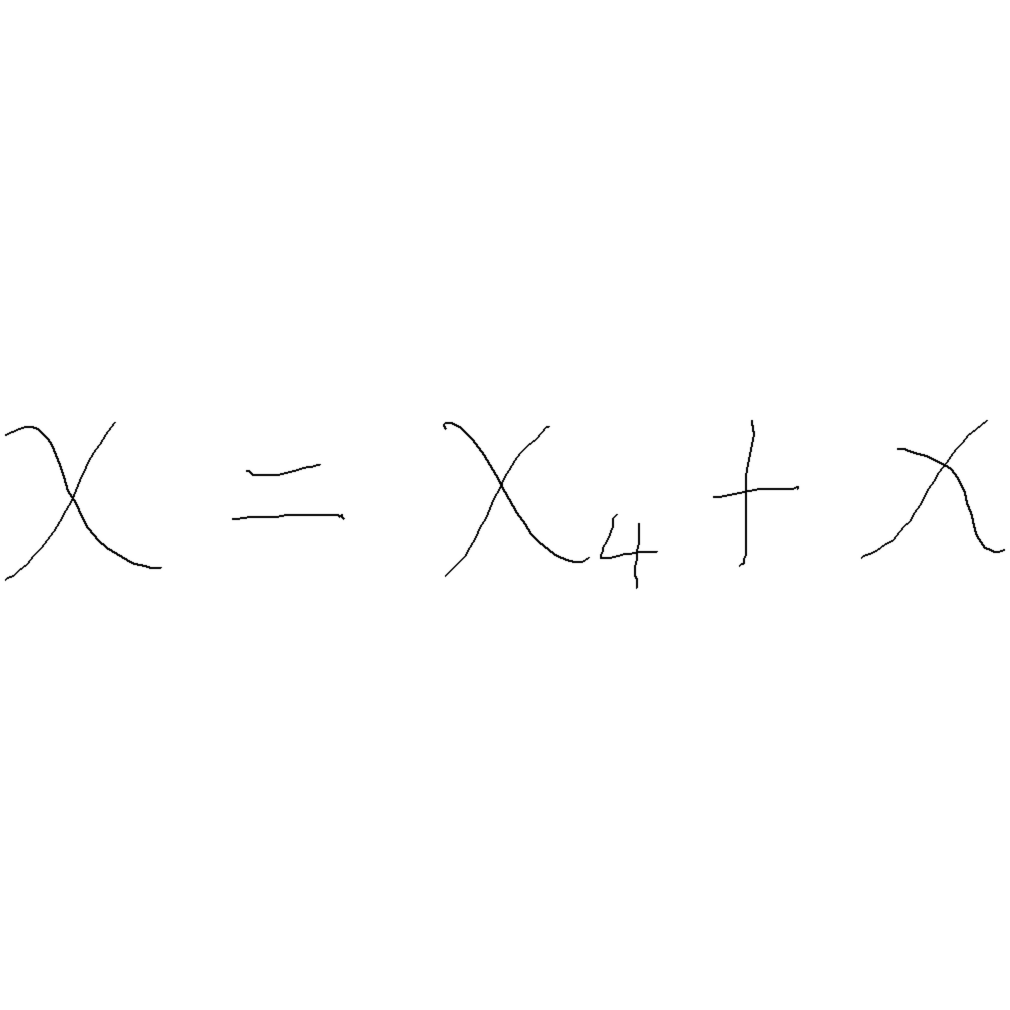 x = x₄ + x